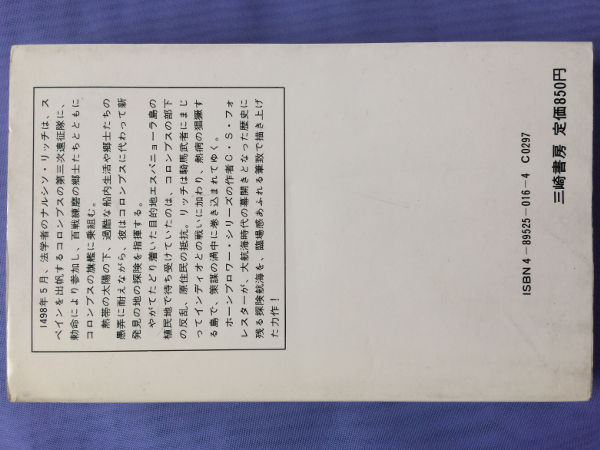 1498年5月、法学者のナルシソ・リッチは、ス
ペインを出帆するコロンブスの第三次遠征隊に、
勅命により参加し、百戦練磨の郷士たちとともに
コロンブスの旗艦に乗組む。
熱帯の太陽の下、過酷な船内生活や郷士たちの
愚弄に耐えながら、彼はコロンブスに代わって新
発見の地の探険を指揮する。
やがてたどり着いた目的地エスパニョーラ島の
植民地で待ち受けていたのは、コロンブスの部下
の反乱、原住民の抵抗。リッチは騎馬武者にまじ
ってインディオとの戦いに加わり、熱病の猖獗す
る島で、策謀の渦中に巻き込まれてゆく。
ホーンブロワー・シリーズの作者C・S・フォ
レスターが、大航海時代の幕開きとなった歴史に
残る探険航海を、臨場感あふれる筆致で描き上げ
た力作！
ISBN4-89525-016-4 C0297
三崎書房 定価850円